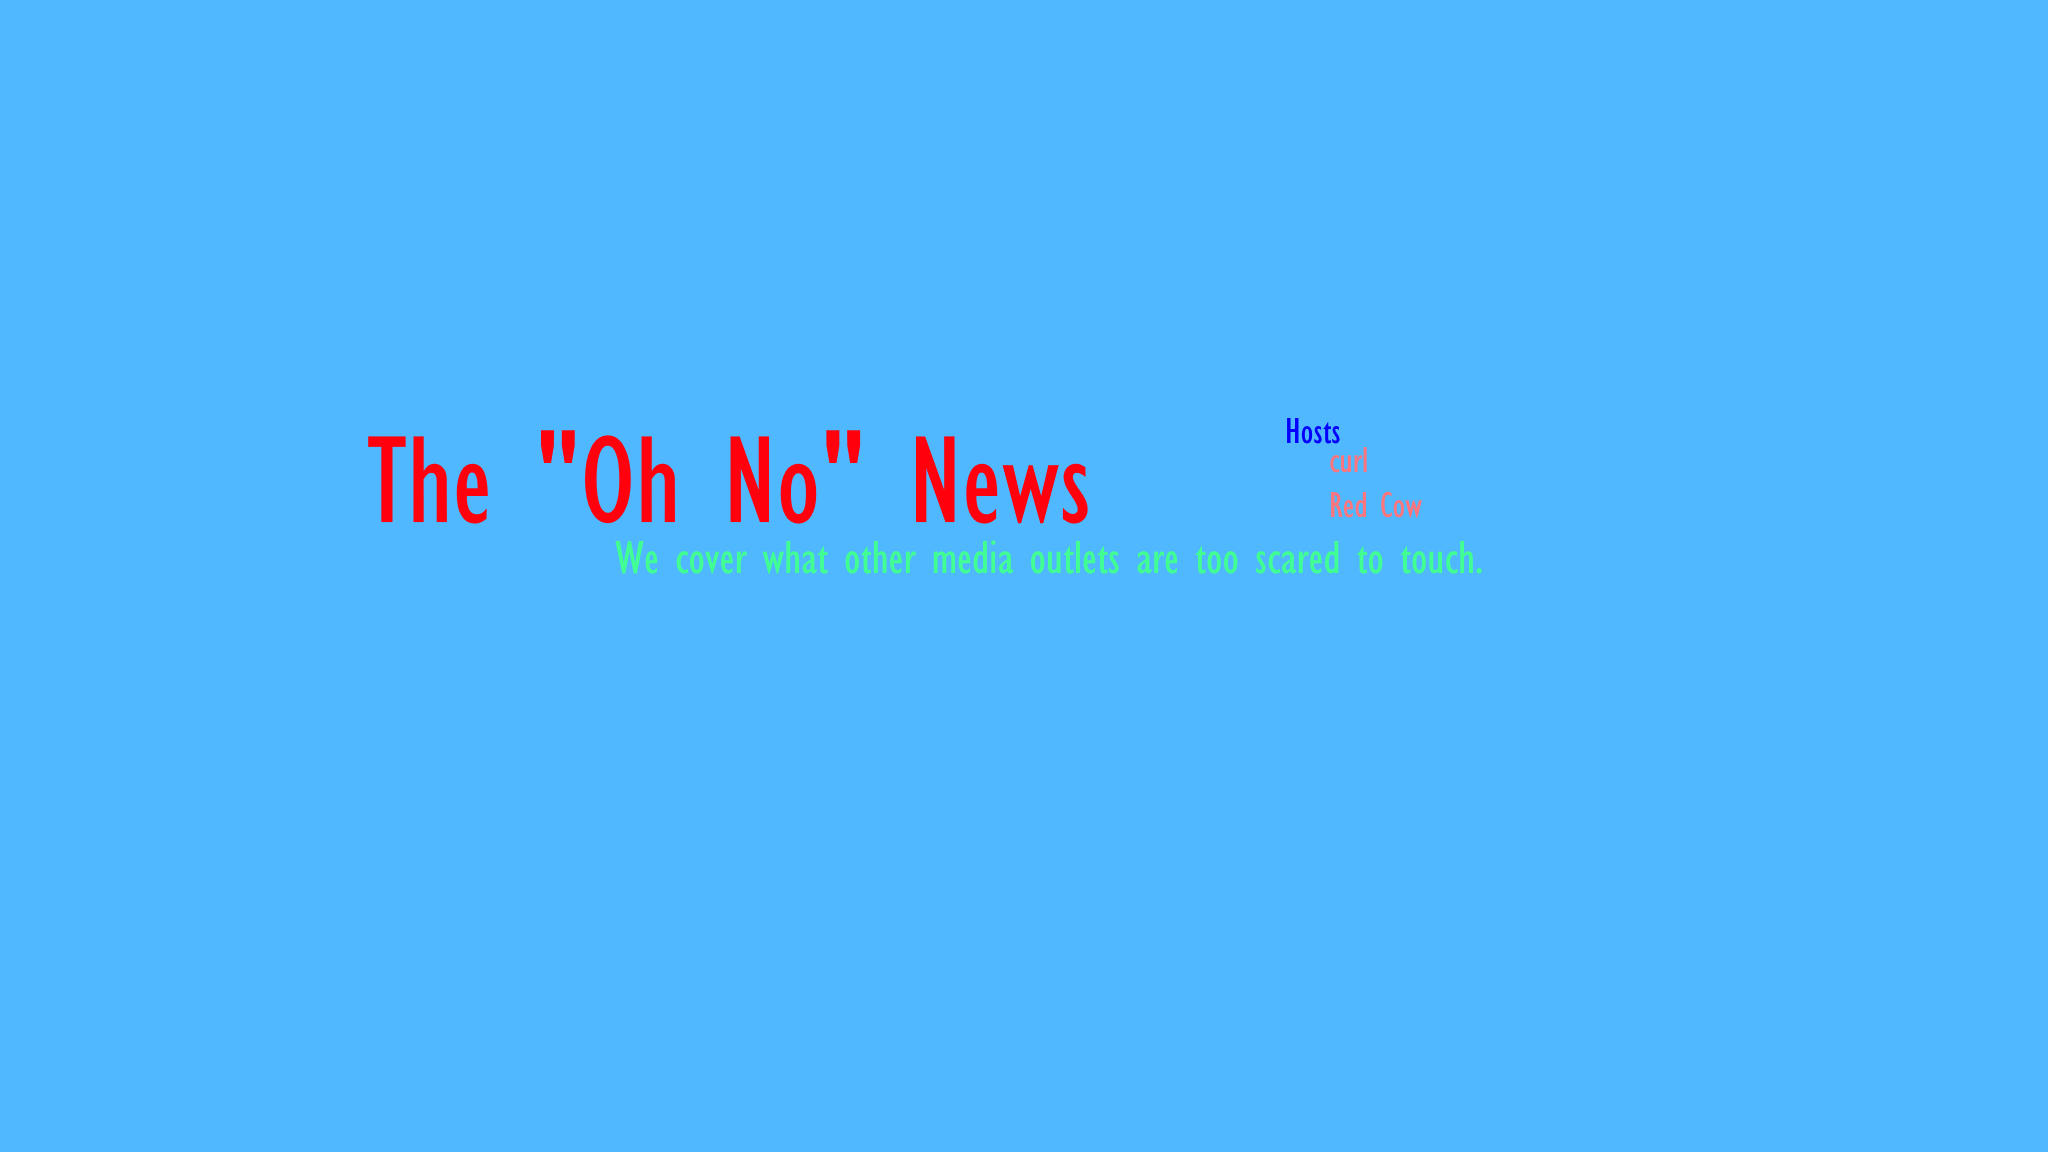 The "Oh No" News
Hosts
curl
Red Cow
We cover what other media outlets are too scared to touch.